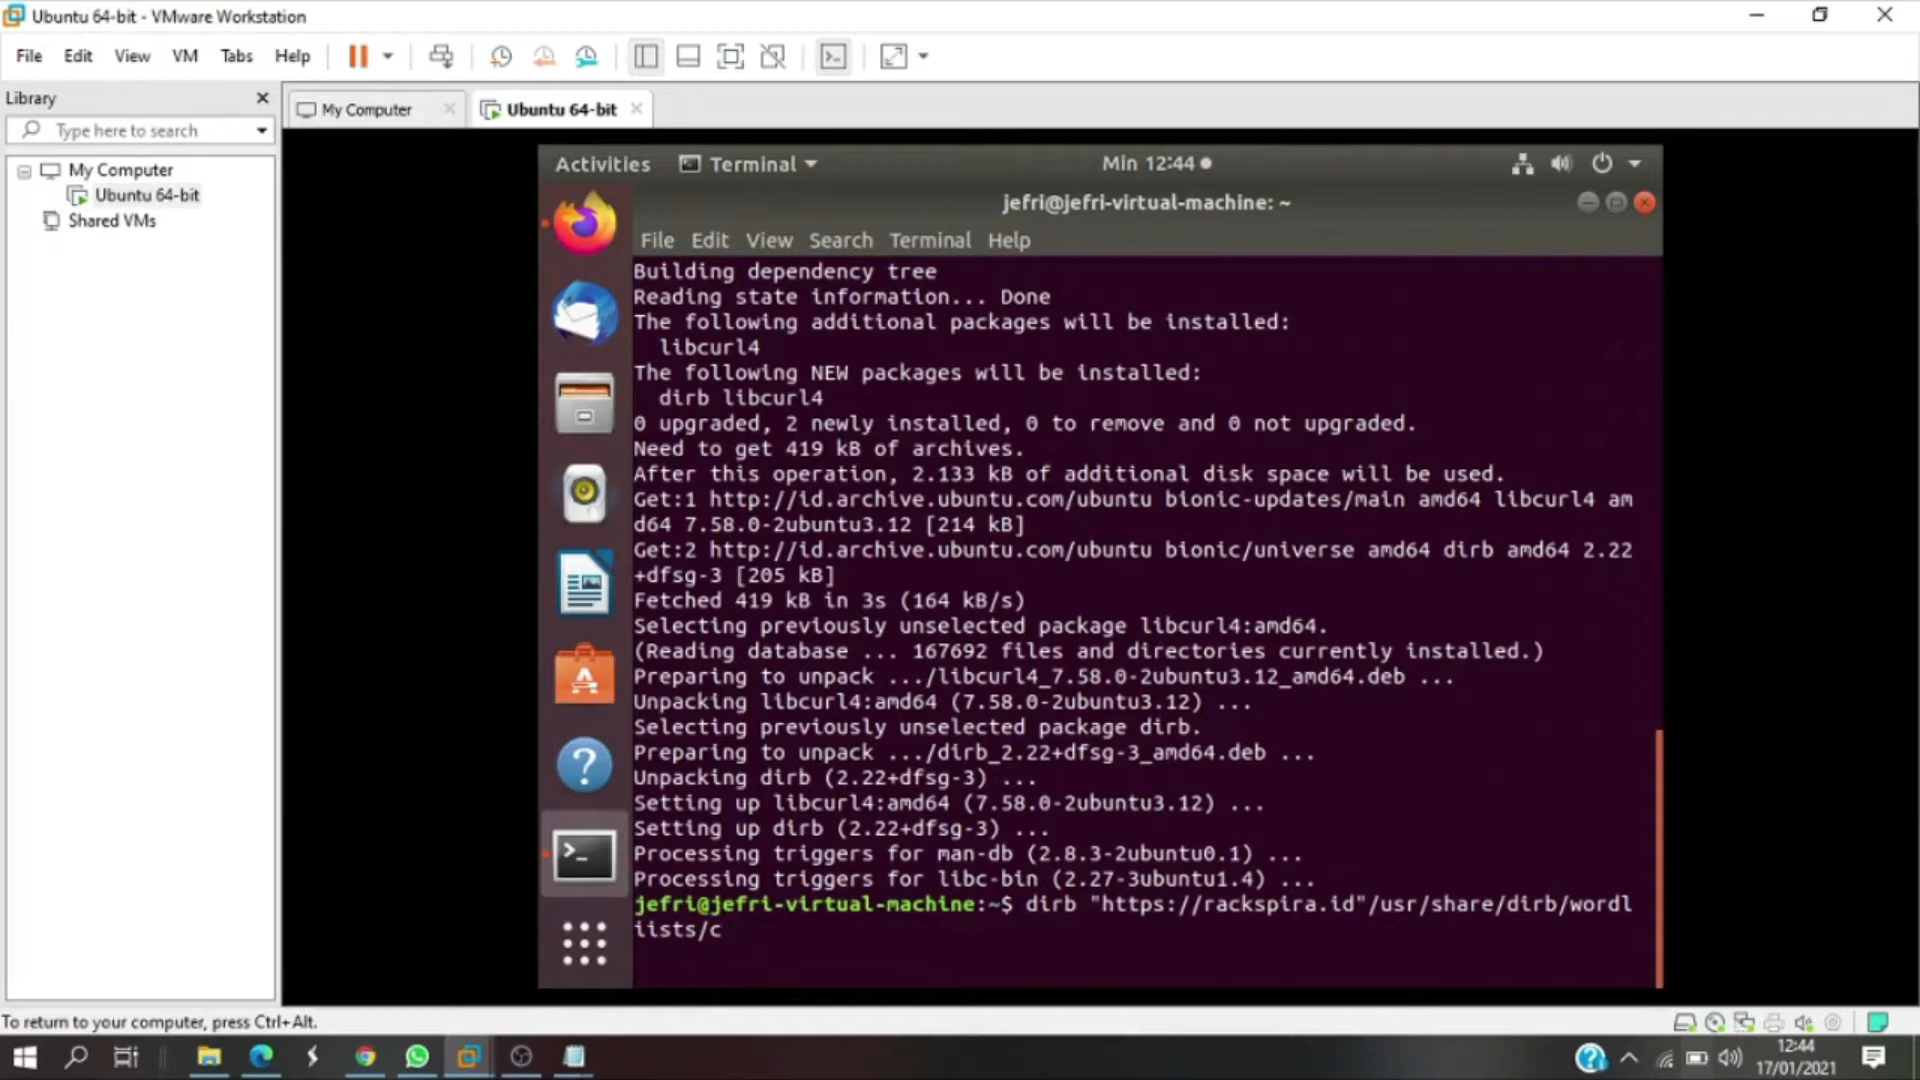 Ubuntu 64-bit - VMware Workstation
File Edit View VM Tabs Help
Library
Type here to search
My Computer
Ubuntu 64-bit
Shared VMs
My Computer
Ubuntu 64-bit
Activities Terminal Min 12:44
jefri@jefri-virtual-machine: ~
File Edit View Search Terminal Help
Building dependency tree
Reading state information... Done
The following additional packages will be installed:
libcurl4
The following NEW packages will be installed:
dirb libcurl4
0 upgraded, 2 newly installed, 0 to remove and 0 not upgraded.
Need to get 419 kB of archives.
After this operation, 2.133 kB of additional disk space will be used.
Get:1 http://id.archive.ubuntu.com/ubuntu bionic-updates/main amd64 libcurl4 am
d64 7.58.0-2ubuntu3.12 [214 kB]
Get:2 http://id.archive.ubuntu.com/ubuntu bionic/universe amd64 dirb amd64 2.22
+dfsg-3 [205 kB]
Fetched 419 kB in 3s (164 kB/s)
Selecting previously unselected package libcurl4:amd64.
(Reading database ... 167692 files and directories currently installed.)
Preparing to unpack .../libcurl4_7.58.0-2ubuntu3.12_amd64.deb ...
Unpacking libcurl4:amd64 (7.58.0-2ubuntu3.12) ...
Selecting previously unselected package dirb.
Preparing to unpack .../dirb_2.22+dfsg-3_amd64.deb ...
Unpacking dirb (2.22+dfsg-3) ...
Setting up libcurl4:amd64 (7.58.0-2ubuntu3.12) ...
Setting up dirb (2.22+dfsg-3) ...
Processing triggers for man-db (2.8.3-2ubuntu0.1) ...
Processing triggers for libc-bin (2.27-3ubuntu1.4) ...
jefri@jefri-virtual-machine:~$ dirb "https://rackspira.id"/usr/share/dirb/wordl
iists/c
To return to your computer, press Ctrl+Alt.
12:44
17/01/2021